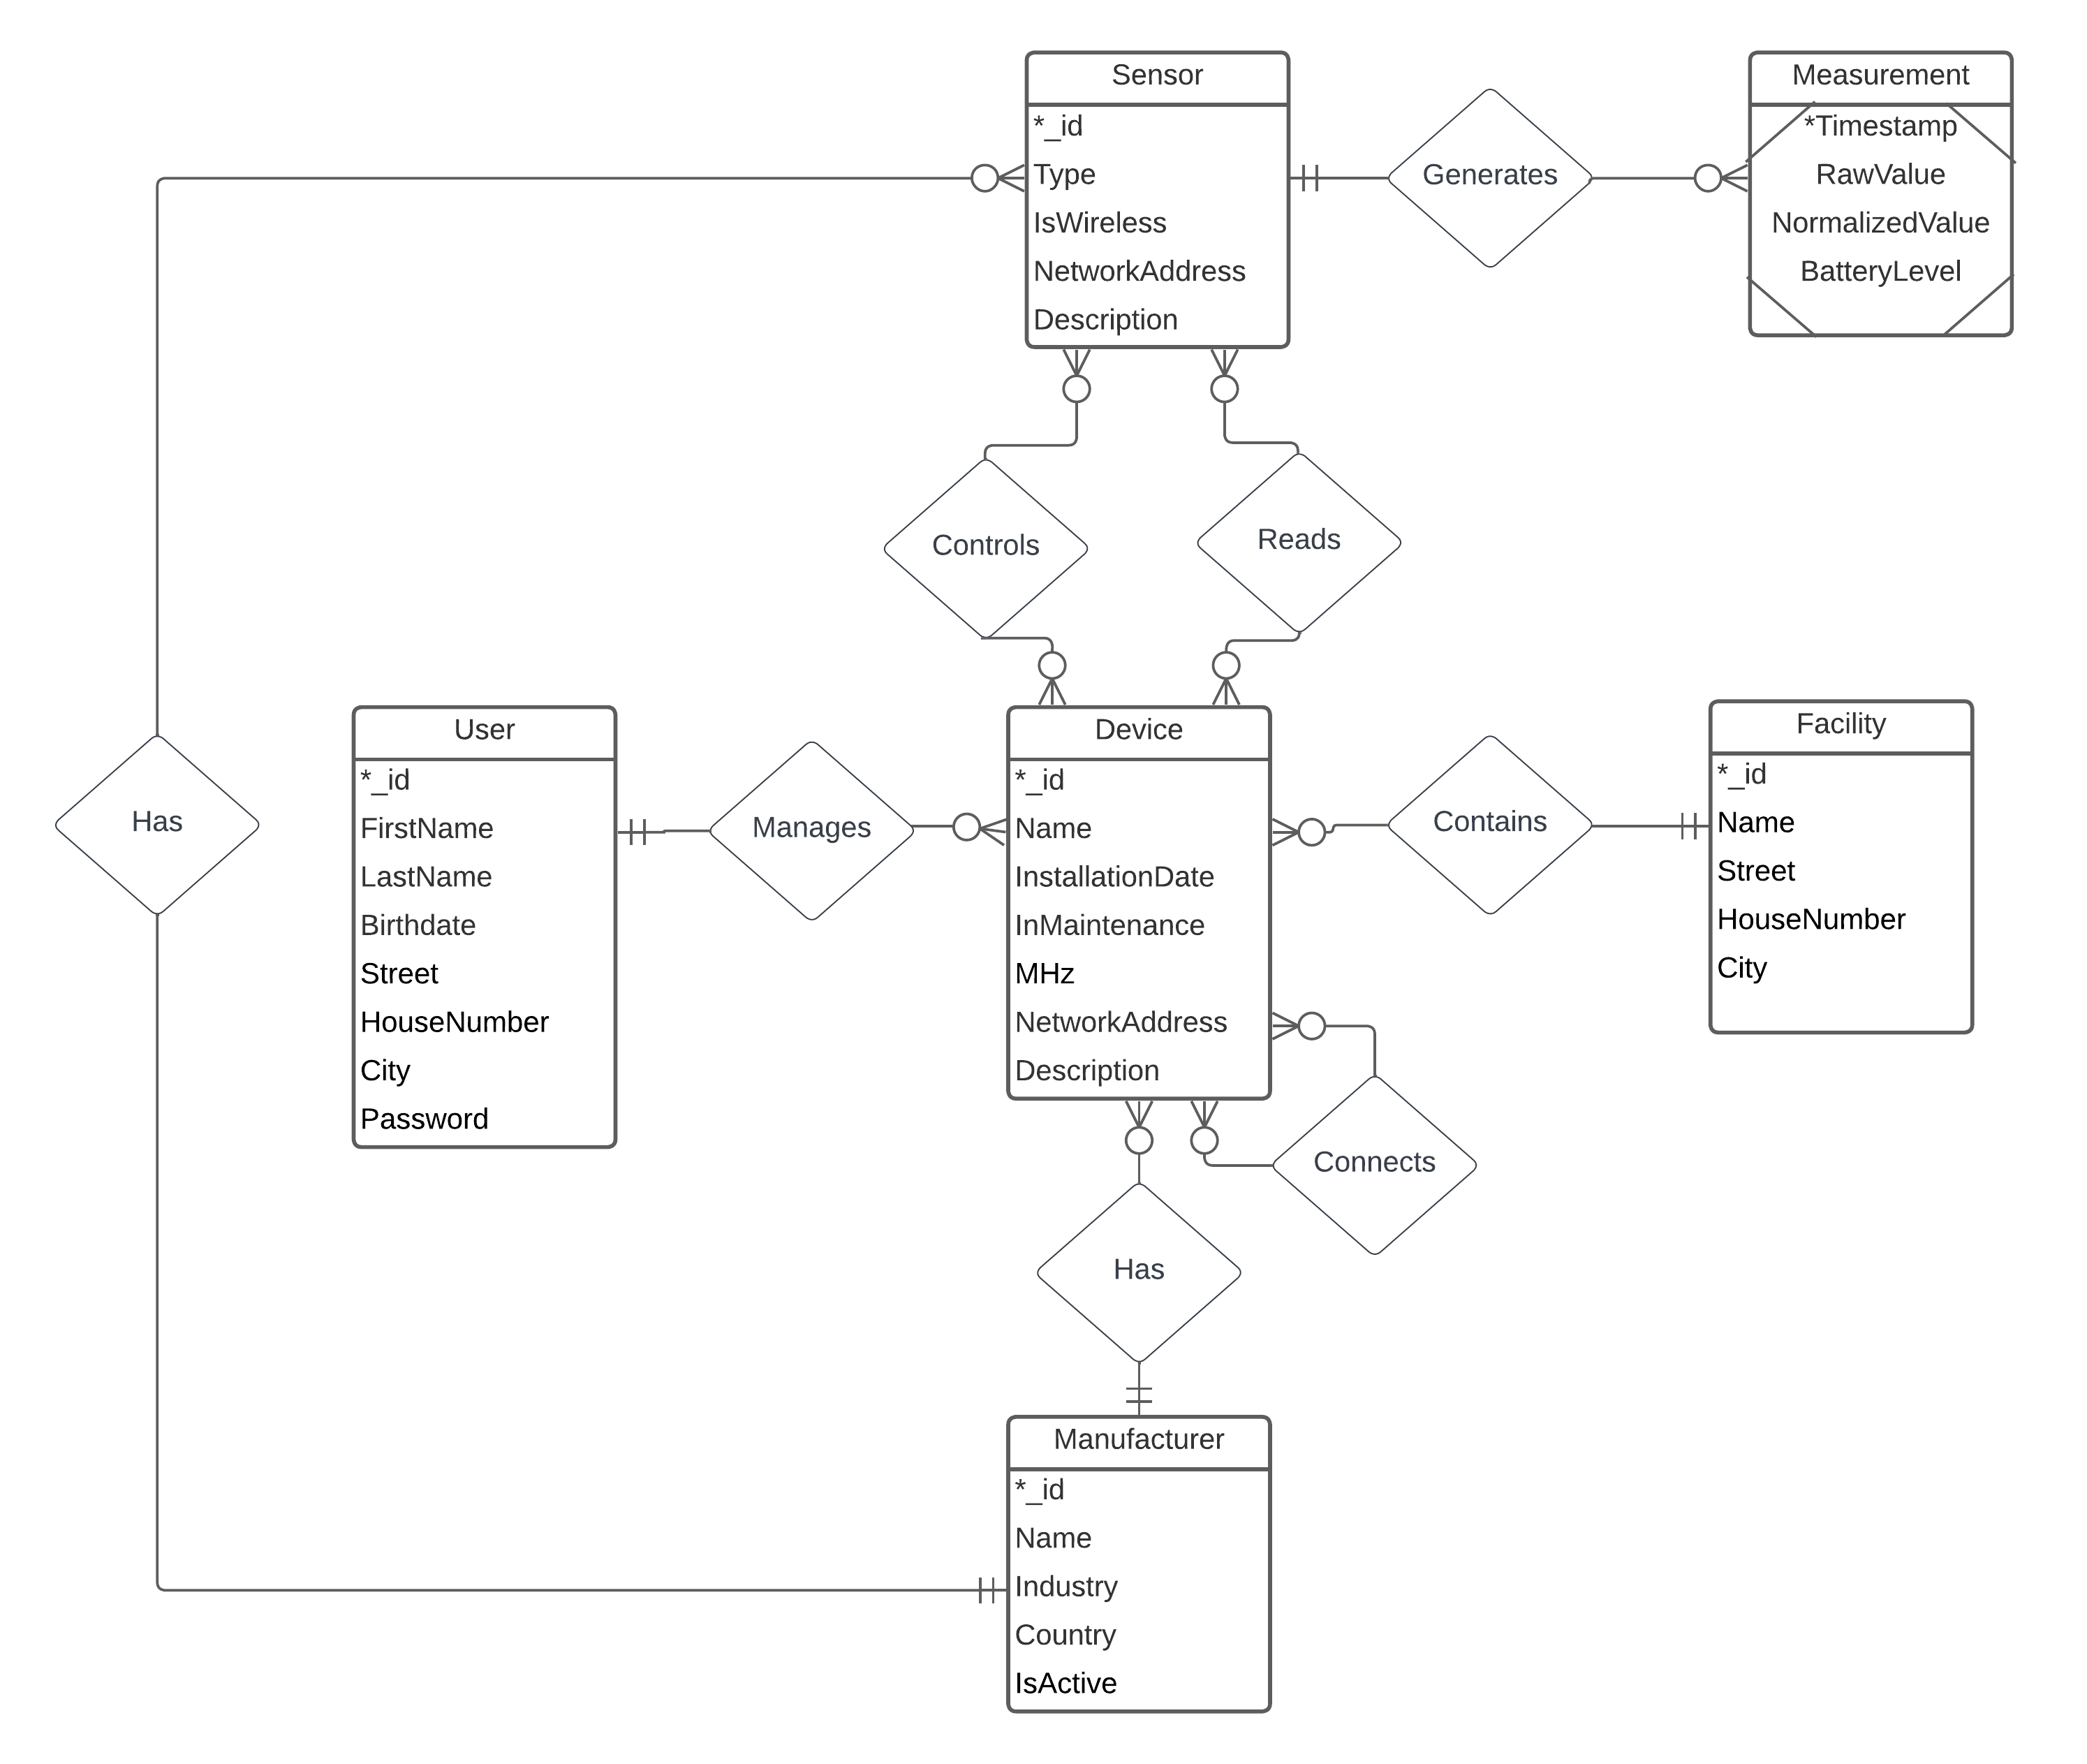 Sensor
*_id
Type
IsWireless
NetworkAddress
Description
Generates
Measurement
*Timestamp
RawValue
NormalizedValue
BatteryLevel
Controls
Reads
Has
User
*_id
FirstName
LastName
Birthdate
Street
HouseNumber
City
Password
Manages
Device
*_id
Name
InstallationDate
InMaintenance
MHz
NetworkAddress
Description
Contains
Facility
*_id
Name
Street
HouseNumber
City
Connects
Has
Manufacturer
*_id
Name
Industry
Country
IsActive